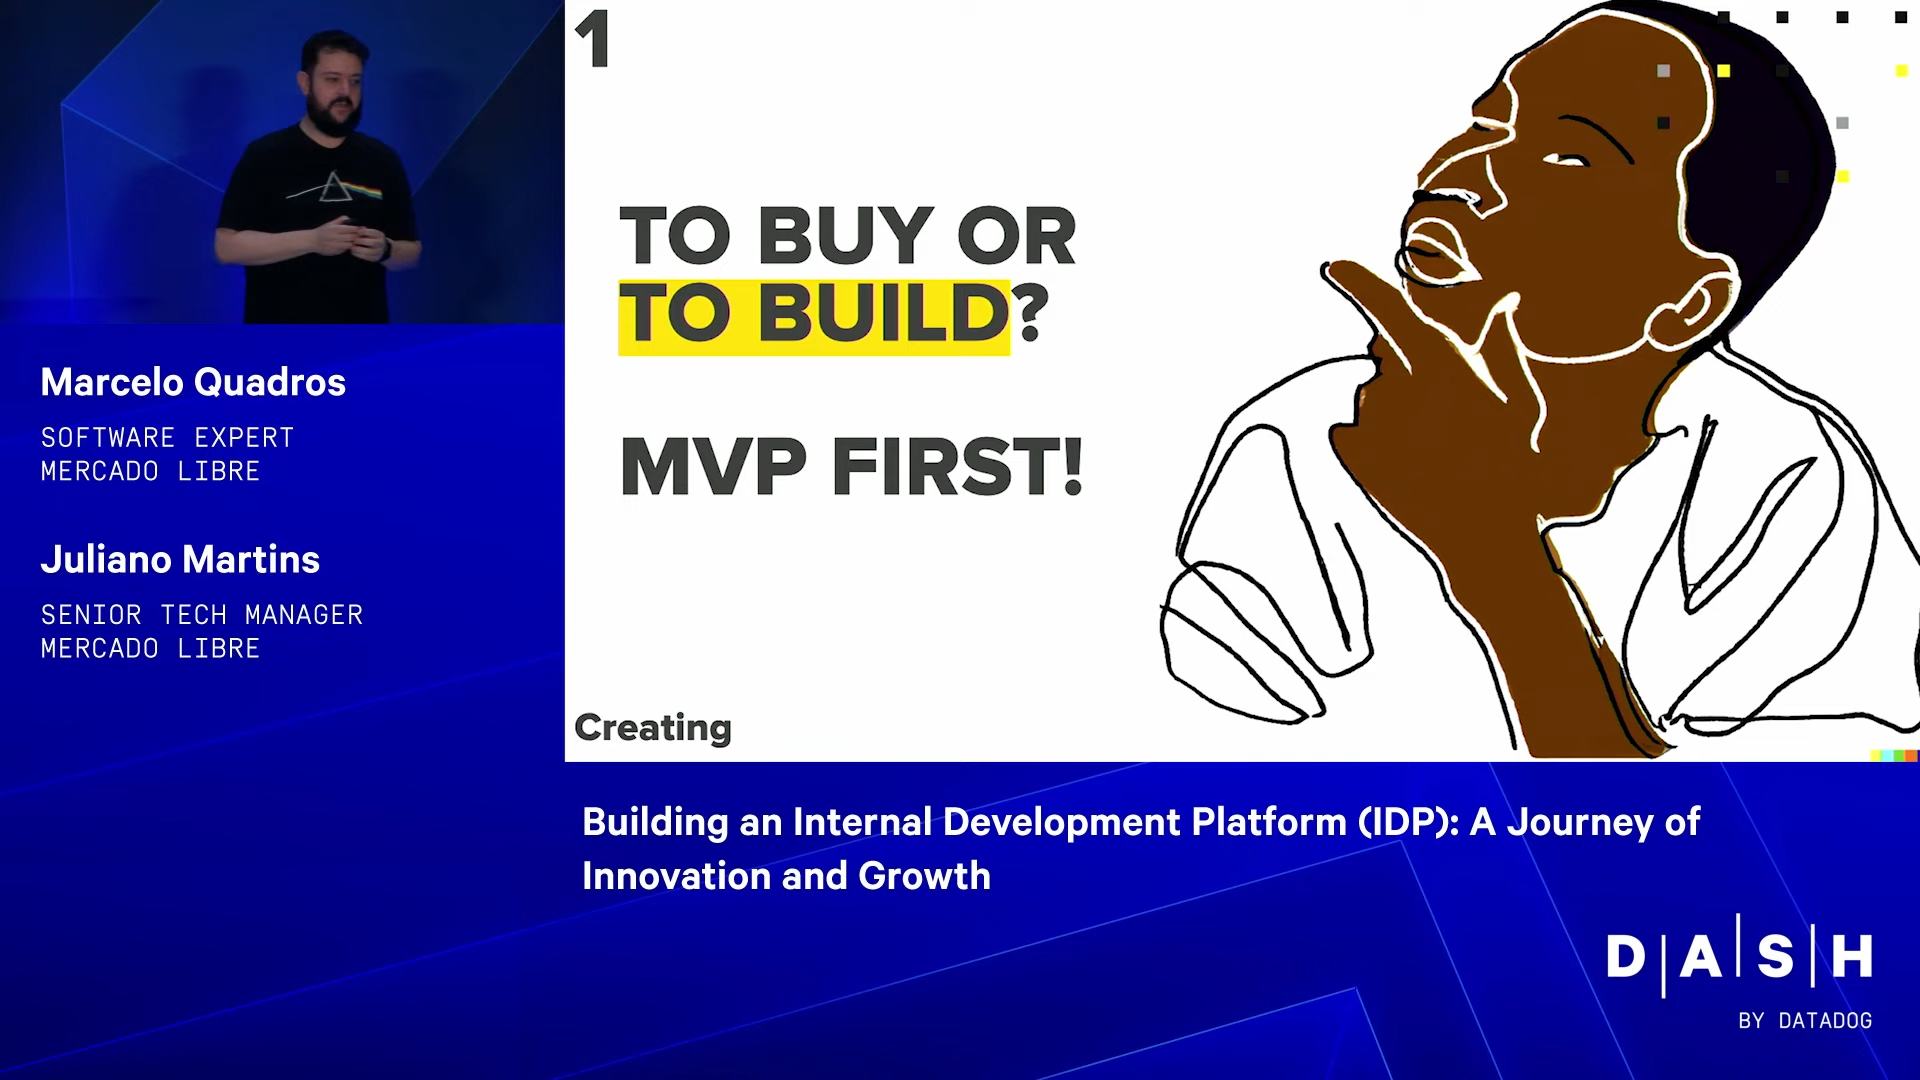 1
TO BUY OR
TO BUILD?
MVP FIRST!
Creating
Marcelo Quadros
SOFTWARE EXPERT
MERCADO LIBRE
Juliano Martins
SENIOR TECH MANAGER
MERCADO LIBRE
Building an Internal Development Platform (IDP): A Journey of
Innovation and Growth
D|A|S|H
BY DATADOG